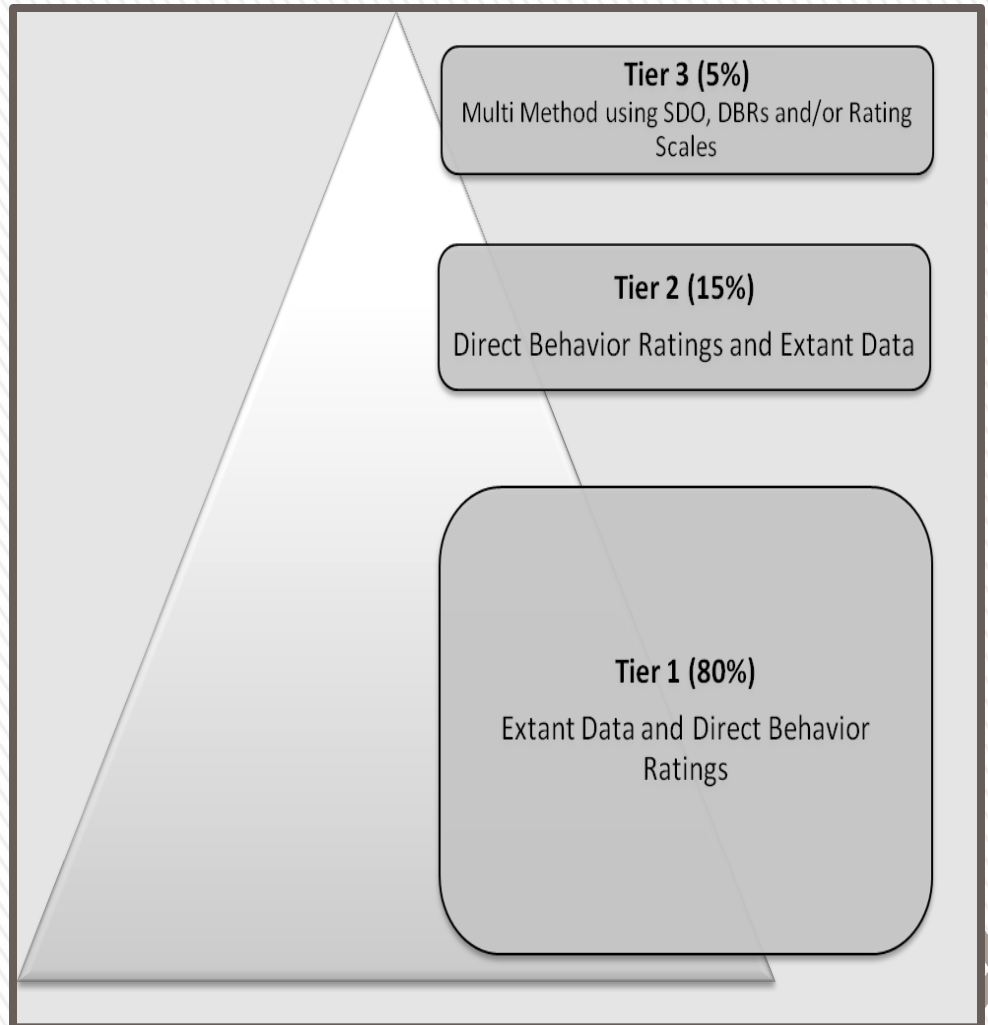 Tier 3 (5%)
Multi Method using SDO, DBRs and/or Rating
Scales
Tier 2 (15%)
Direct Behavior Ratings and Extant Data
Tier 1 (80%)
Extant Data and Direct Behavior
Ratings